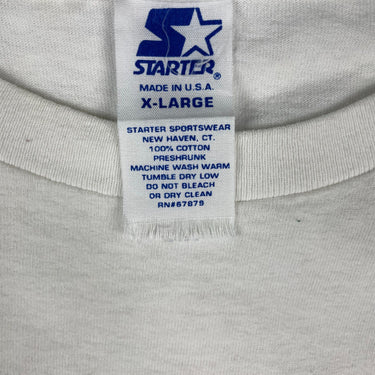 STARTER®
MADE IN U.S.A.
X-LARGE
STARTER SPORTSWEAR
NEW HAVEN, CT.
100% COTTON
PRESHRUNK
MACHINE WASH WARM
TUMBLE DRY LOW
DO NOT BLEACH
OR DRY CLEAN
RN#67879